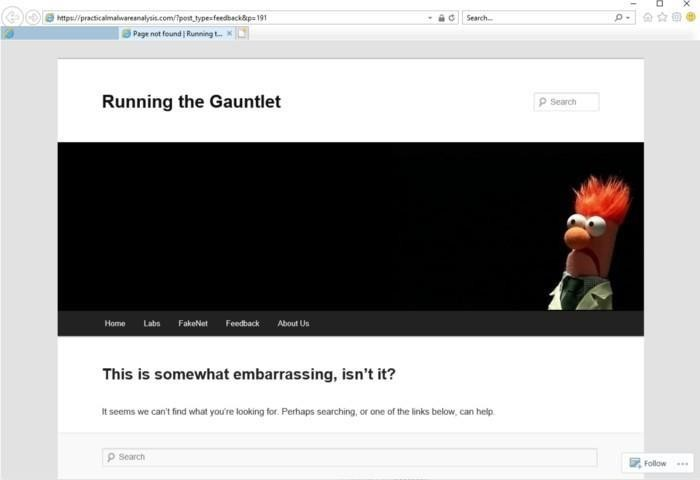 https://practicalmalwareanalysis.com/?post_type=feedback&p=191
Search...
Page not found | Running t...
Running the Gauntlet
Search
Home Labs FakeNet Feedback About Us
This is somewhat embarrassing, isn't it?
It seems we can't find what you're looking for. Perhaps searching, or one of the links below, can help.
Search
Follow